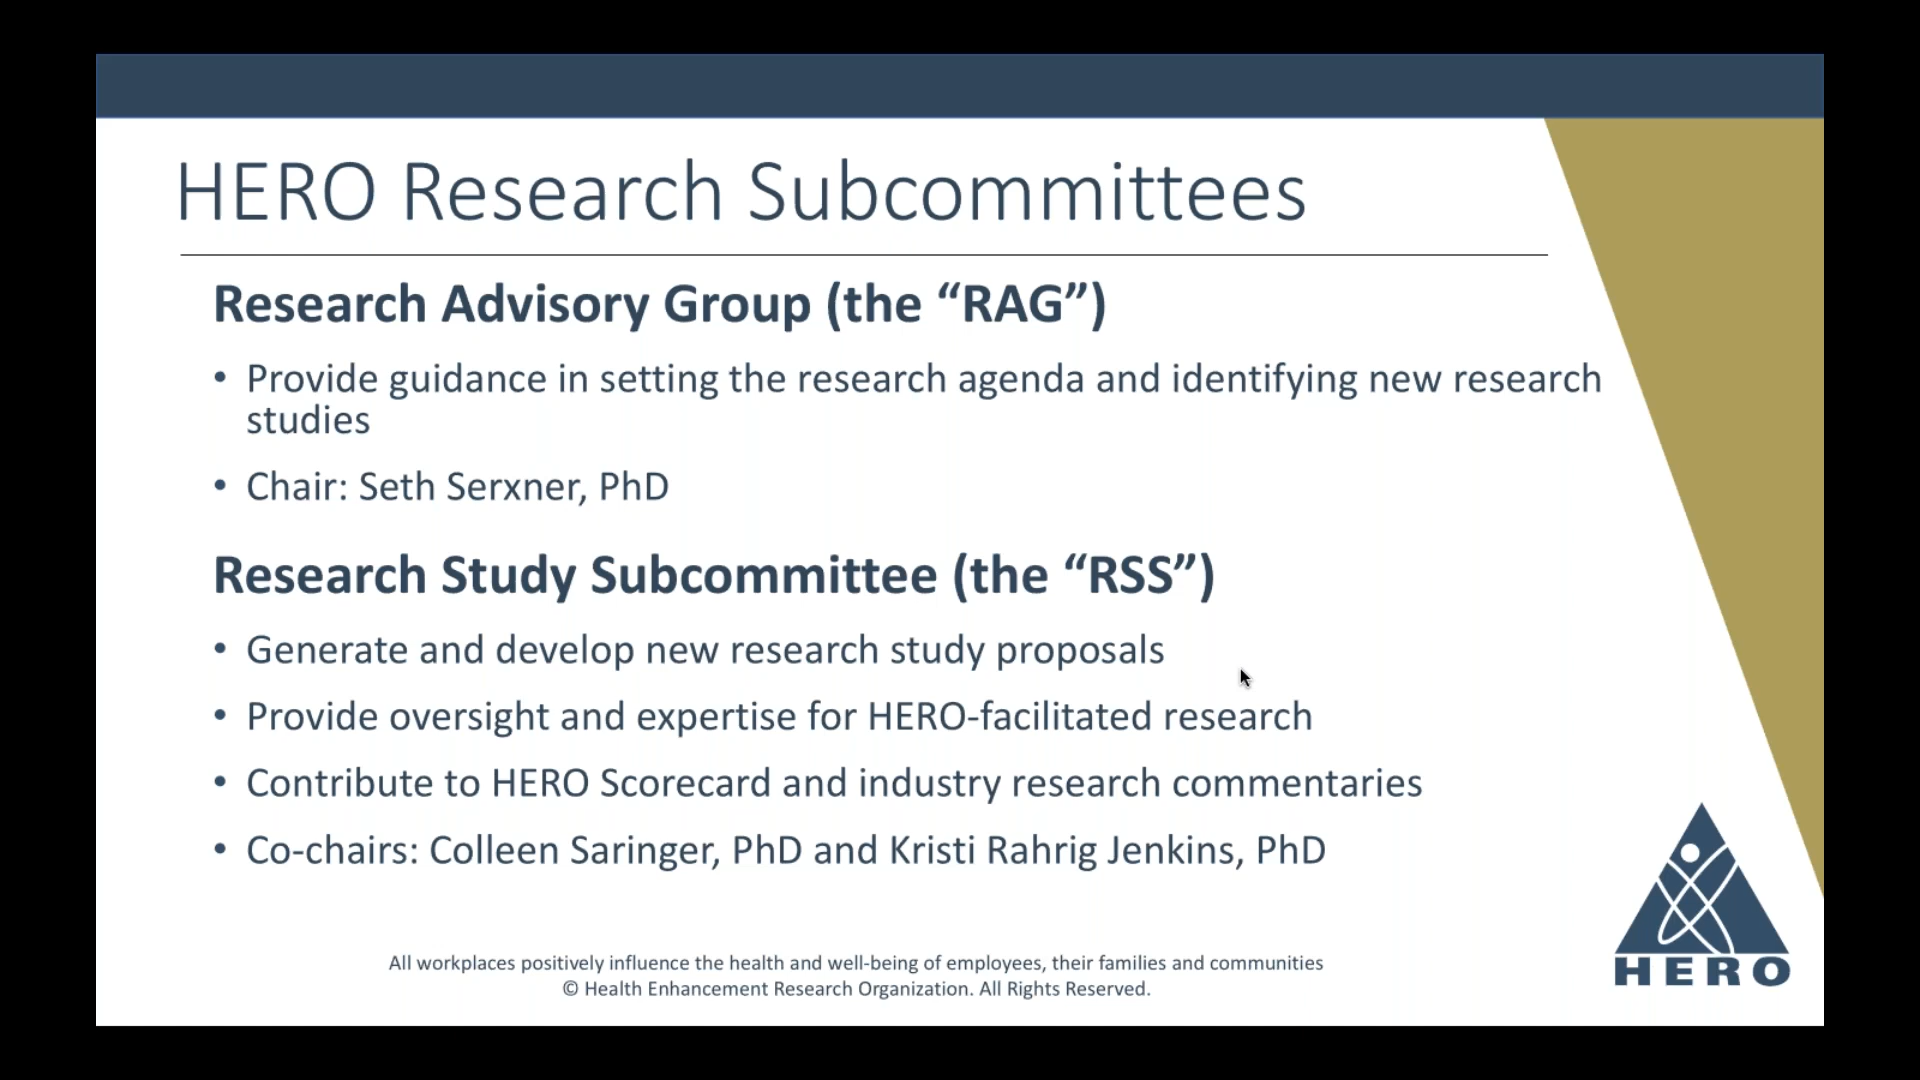 HERO Research Subcommittees
Research Advisory Group (the “RAG”)
• Provide guidance in setting the research agenda and identifying new research
studies
• Chair: Seth Serxner, PhD
Research Study Subcommittee (the “RSS”)
• Generate and develop new research study proposals
• Provide oversight and expertise for HERO-facilitated research
• Contribute to HERO Scorecard and industry research commentaries
• Co-chairs: Colleen Saringer, PhD and Kristi Rahrig Jenkins, PhD
All workplaces positively influence the health and well-being of employees, their families and communities
© Health Enhancement Research Organization. All Rights Reserved.
HERO